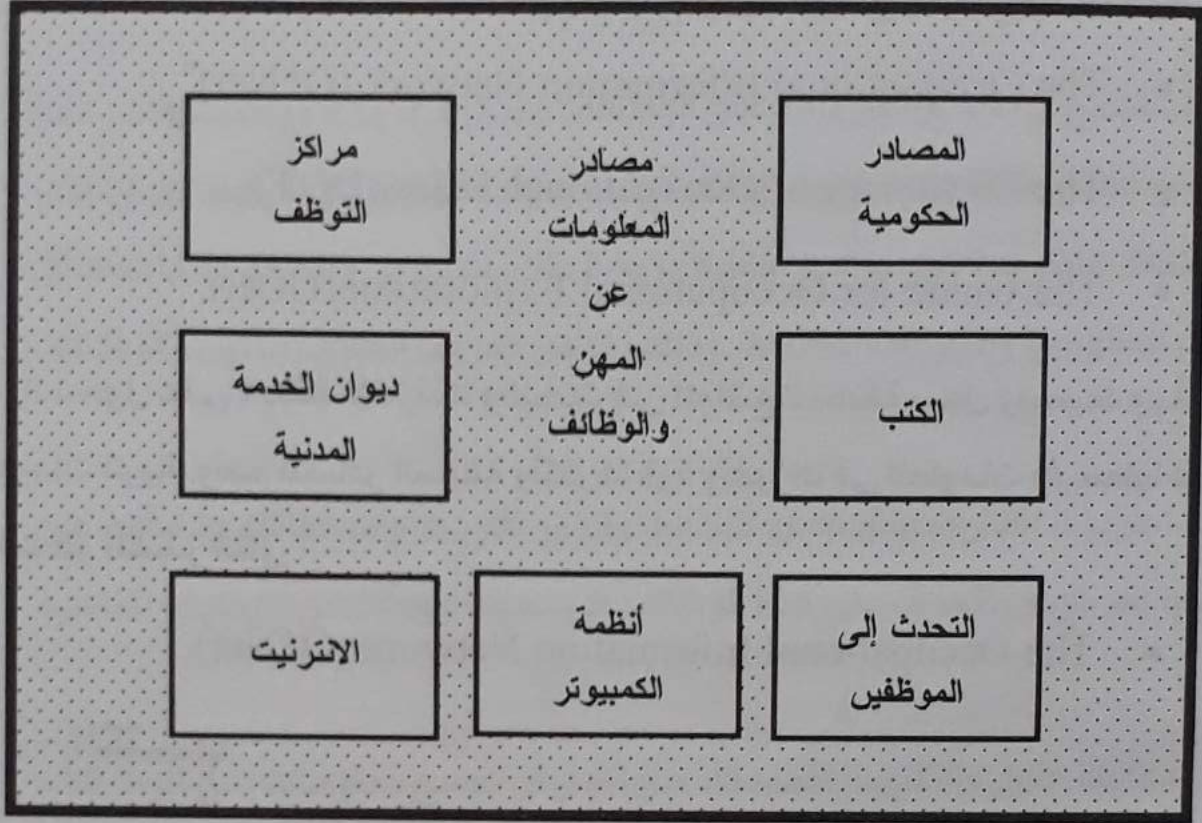 المصادر
الحكومية
مصادر
المعلومات
عن
المهن
والوظائف
مراكز
التوظف
الكتب
ديوان الخدمة
المدنية
التحدث إلى
الموظفين
أنظمة
الكمبيوتر
الانترنيت